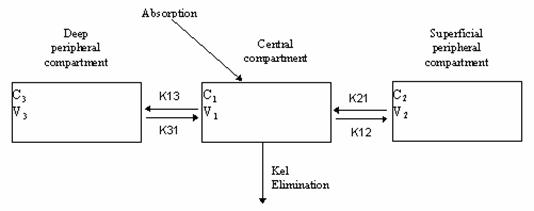 Absorption
Deep
peripheral
compartment
Central
compartment
Superficial
peripheral
compartment
C3
V3
K13
K31
C1
V1
K21
K12
C2
V2
Kel
Elimination